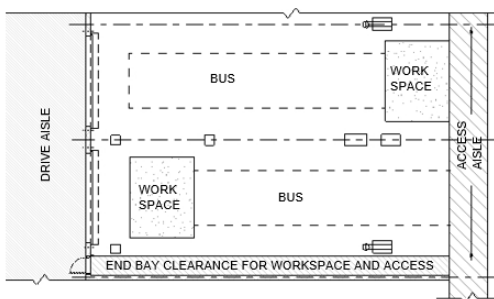 BUS
WORK
SPACE
DRIVE AISLE
ACCESS
AISLE
WORK
SPACE
BUS
END BAY CLEARANCE FOR WORKSPACE AND ACCESS